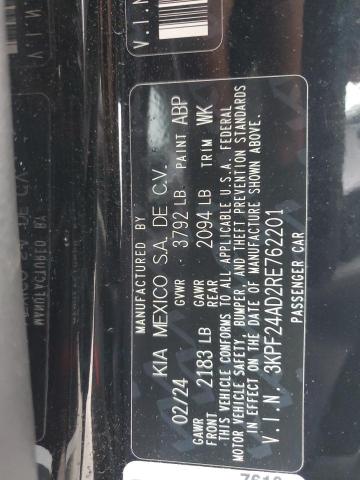 MANUFACTURED BY
KIA MEXICO S.A. DE C.V.
02/24 GVWR 3792 LB PAINT ABP
GAWR FRONT 2183 LB GAWR REAR 2094 LB TRIM WK
THIS VEHICLE CONFORMS TO ALL APPLICABLE U.S.A. FEDERAL
MOTOR VEHICLE SAFETY, BUMPER, AND THEFT PREVENTION STANDARDS
IN EFFECT ON THE DATE OF MANUFACTURE SHOWN ABOVE.
V.I.N 3KPF24AD2RE762201
PASSENGER CAR
V.I.N
V.I.N